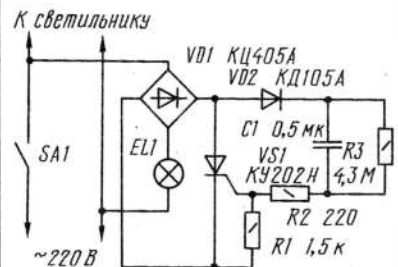 К светильнику
VD1 КЦ405А
VD2 КД105А
C1 0,5 мк
SA1
EL1
VS1
R3
КУ202Н
4,3 М
R2 220
~220 В
R1 1,5 к